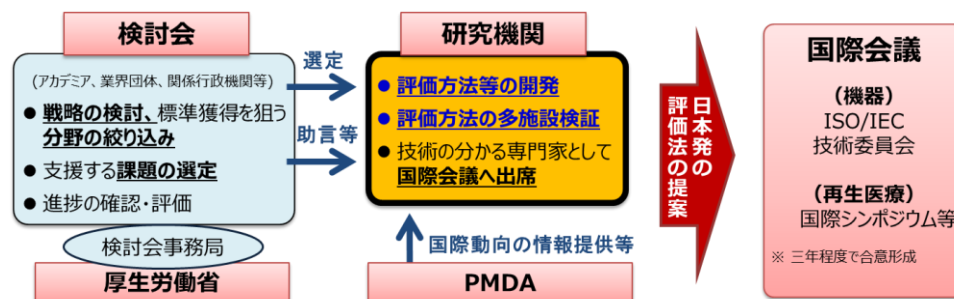 検討会
(アカデミア、業界団体、関係行政機関等)
● 戦略の検討、標準獲得を狙う
分野の絞り込み
● 支援する課題の選定
● 進捗の確認・評価
検討会事務局
厚生労働省
選定
助言等
研究機関
● 評価方法等の開発
● 評価方法の多施設検証
● 技術の分かる専門家として
国際会議へ出席
国際動向の情報提供等
PMDA
日本発の
評価法の提案
国際会議
(機器)
ISO/IEC
技術委員会
(再生医療)
国際シンポジウム等
※ 三年程度で合意形成